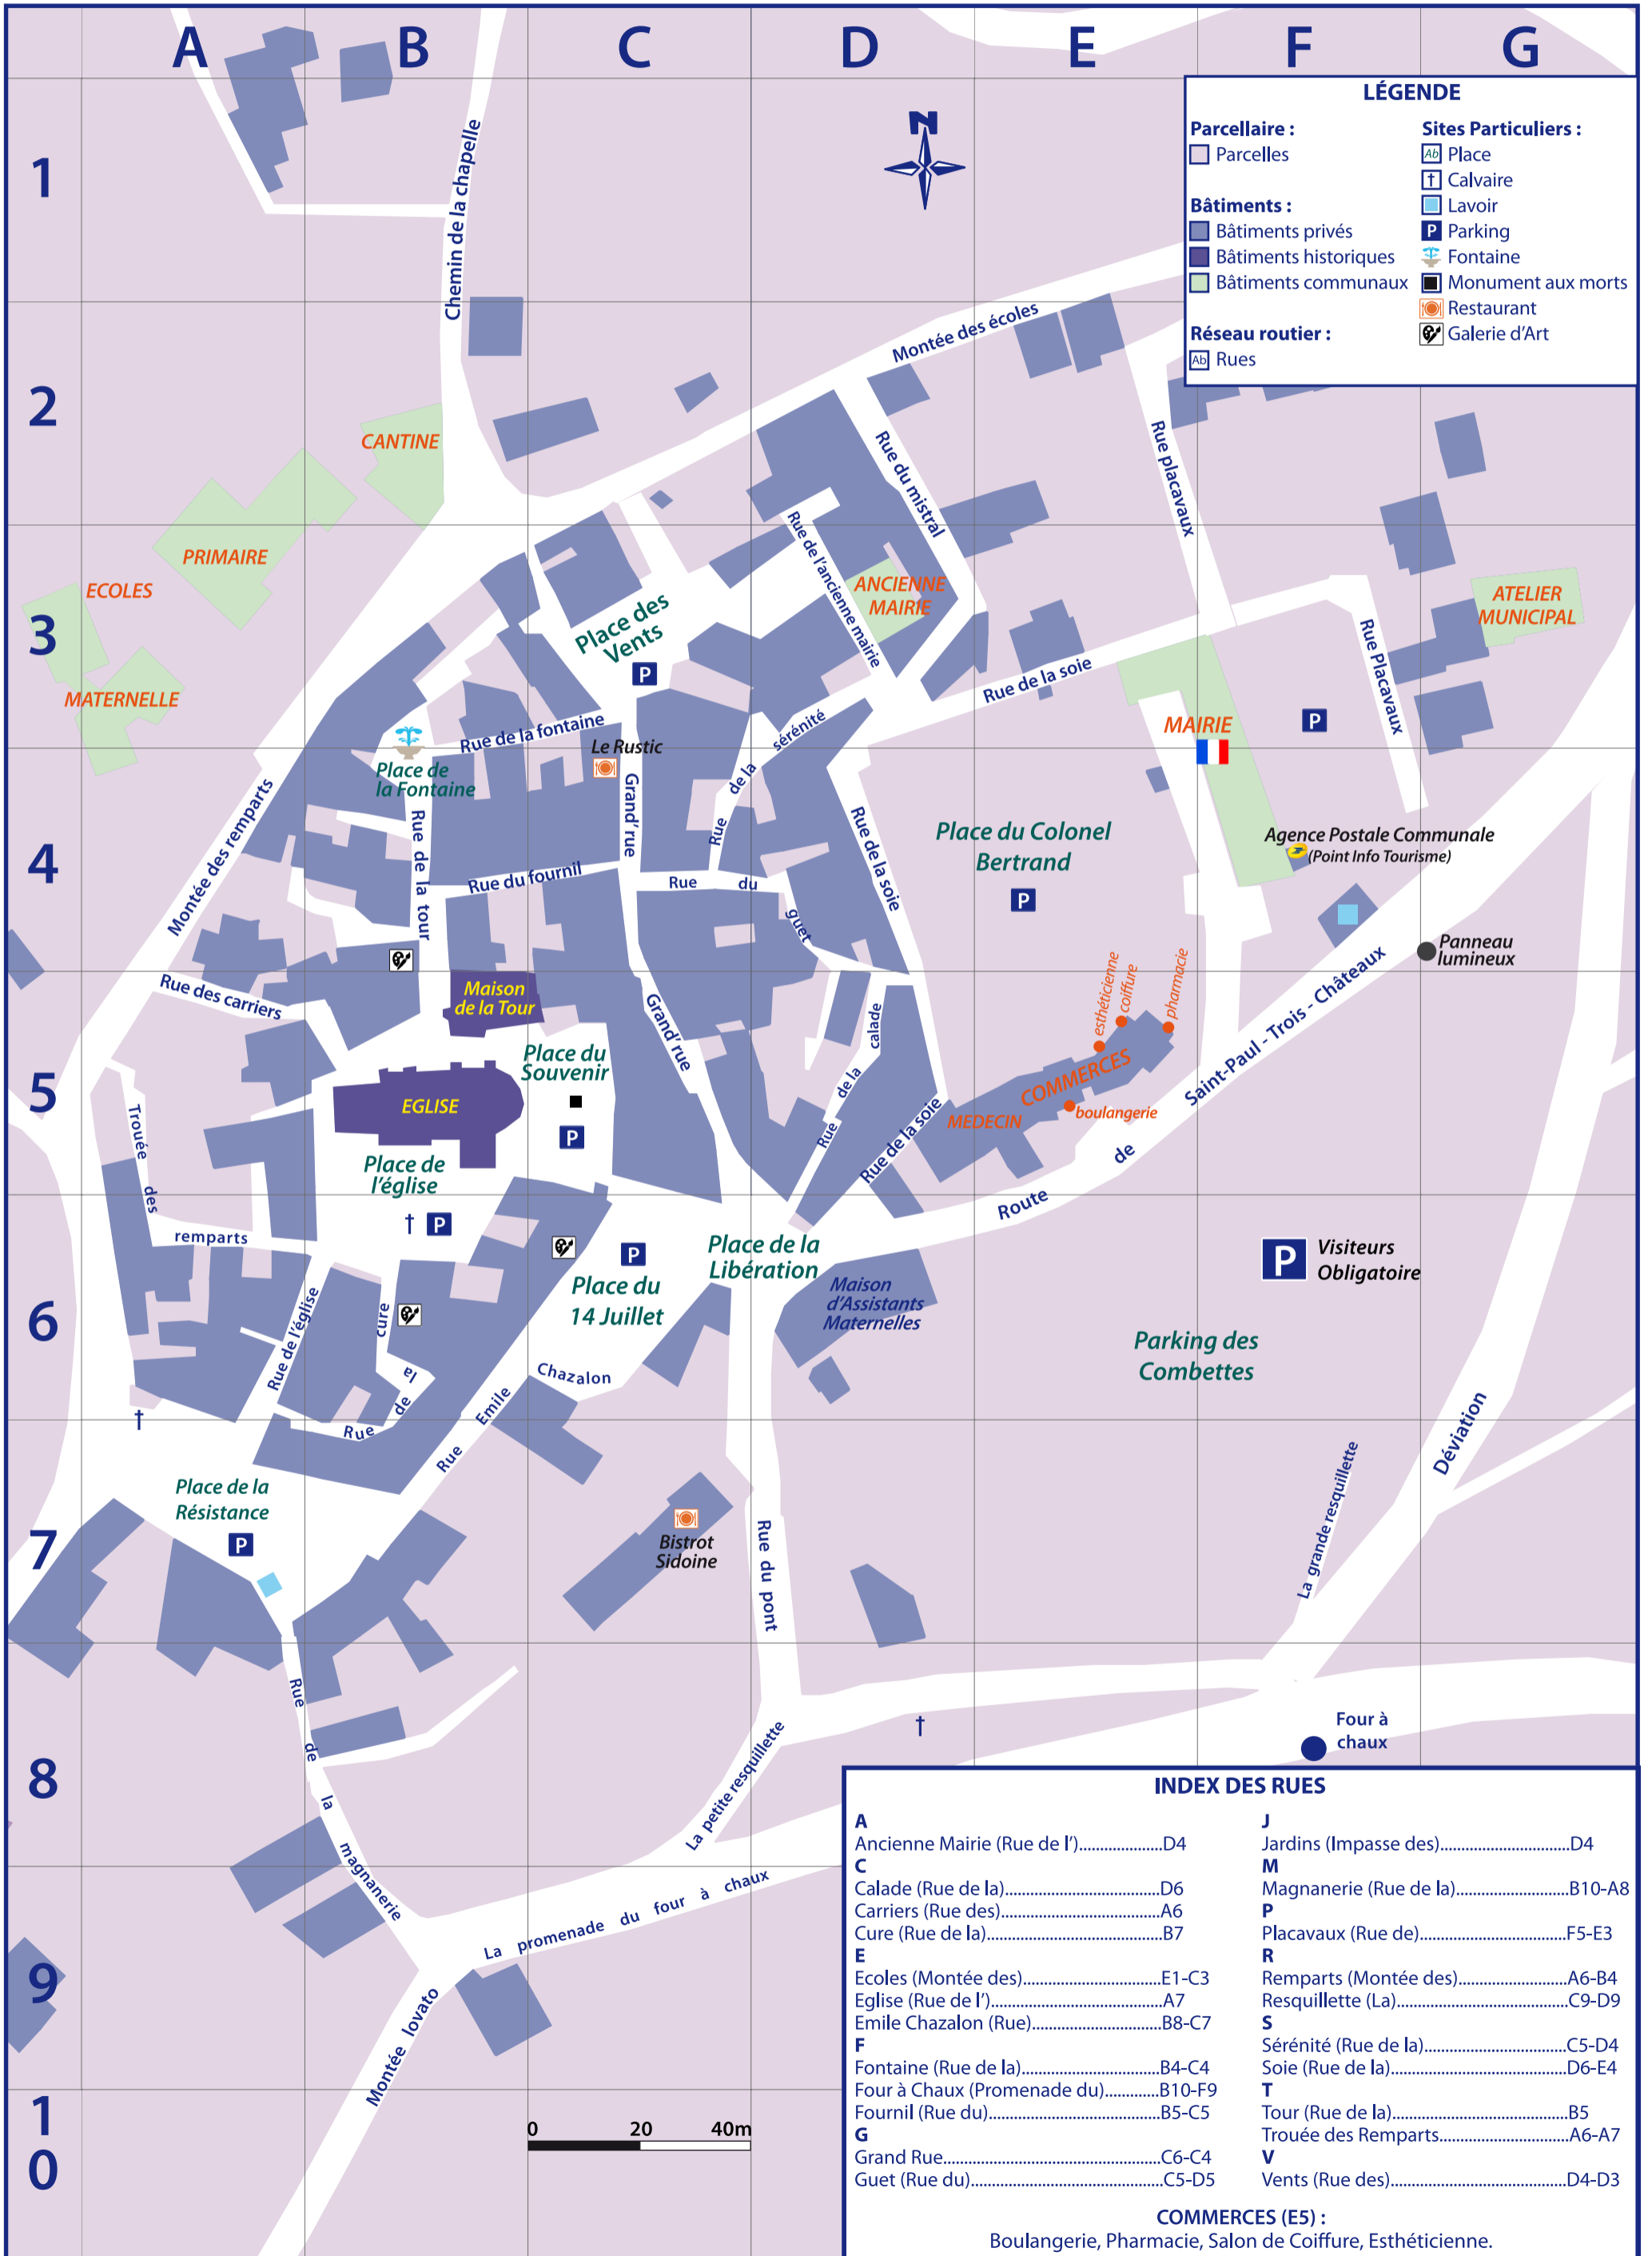 A B C D E F G
N
LÉGENDE
Parcellaire :
Parcelles
Bâtiments :
Bâtiments privés
Bâtiments historiques
Bâtiments communaux
Réseau routier :
Ab Rues
Sites Particuliers :
Ab Place
† Calvaire
Lavoir
P Parking
Fontaine
Monument aux morts
Restaurant
Galerie d'Art
1
Chemin de la chapelle
2
Montée des écoles
CANTINE
Rue du mistral
Rue placavaux
3
PRIMAIRE
ECOLES
MATERNELLE
Place des
Vents
P
Rue de l'ancienne mairie
ANCIENNE
MAIRIE
Rue de la soie
ATELIER
MUNICIPAL
Rue Placavaux
MAIRIE
P
Rue de la fontaine
Le Rustic
Rue de la sérénité
Place de
la Fontaine
4
Montée des remparts
Rue de la tour
Grand' rue
Rue du fournil
Rue du guet
Rue de la soie
Place du Colonel
Bertrand
P
Agence Postale Communale
(Point Info Tourisme)
Panneau
lumineux
Rue des carriers
Maison
de la Tour
Grand' rue
5
Place du
Souvenir
P
EGLISE
Rue de la calade
Rue de la soie
esthéticienne
coiffure
pharmacie
COMMERCES
MEDECIN
boulangerie
Route de Saint-Paul - Trois - Châteaux
Trouée des remparts
Place de
l'église
† P
6
P
Place du
14 Juillet
Place de la
Libération
Maison
d'Assistants
Maternelles
P
Visiteurs
Obligatoire
Parking des
Combettes
Rue de l'église
Rue de la cure
Rue Emile Chazalon
†
Déviation
7
Place de la
Résistance
P
Bistrot
Sidoine
Rue du pont
La grande resquillette
8
Rue de la magnanerie
La petite resquillette
†
Four à
chaux
9
La promenade du four à chaux
Montée lovato
1
0
0 20 40m
INDEX DES RUES
A
Ancienne Mairie (Rue de l')....................D4
C
Calade (Rue de la)....................D6
Carriers (Rue des)....................A6
Cure (Rue de la)....................B7
E
Ecoles (Montée des)....................E1-C3
Eglise (Rue de l')....................A7
Emile Chazalon (Rue)....................B8-C7
F
Fontaine (Rue de la)....................B4-C4
Four à Chaux (Promenade du)............B10-F9
Fournil (Rue du)....................B5-C5
G
Grand Rue....................C6-C4
Guet (Rue du)....................C5-D5
J
Jardins (Impasse des)....................D4
M
Magnanerie (Rue de la)....................B10-A8
P
Placavaux (Rue de)....................F5-E3
R
Remparts (Montée des)....................A6-B4
Resquillette (La)....................C9-D9
S
Sérénité (Rue de la)....................C5-D4
Soie (Rue de la)....................D6-E4
T
Tour (Rue de la)....................B5
Trouée des Remparts....................A6-A7
V
Vents (Rue des)....................D4-D3
COMMERCES (E5) :
Boulangerie, Pharmacie, Salon de Coiffure, Esthéticienne.